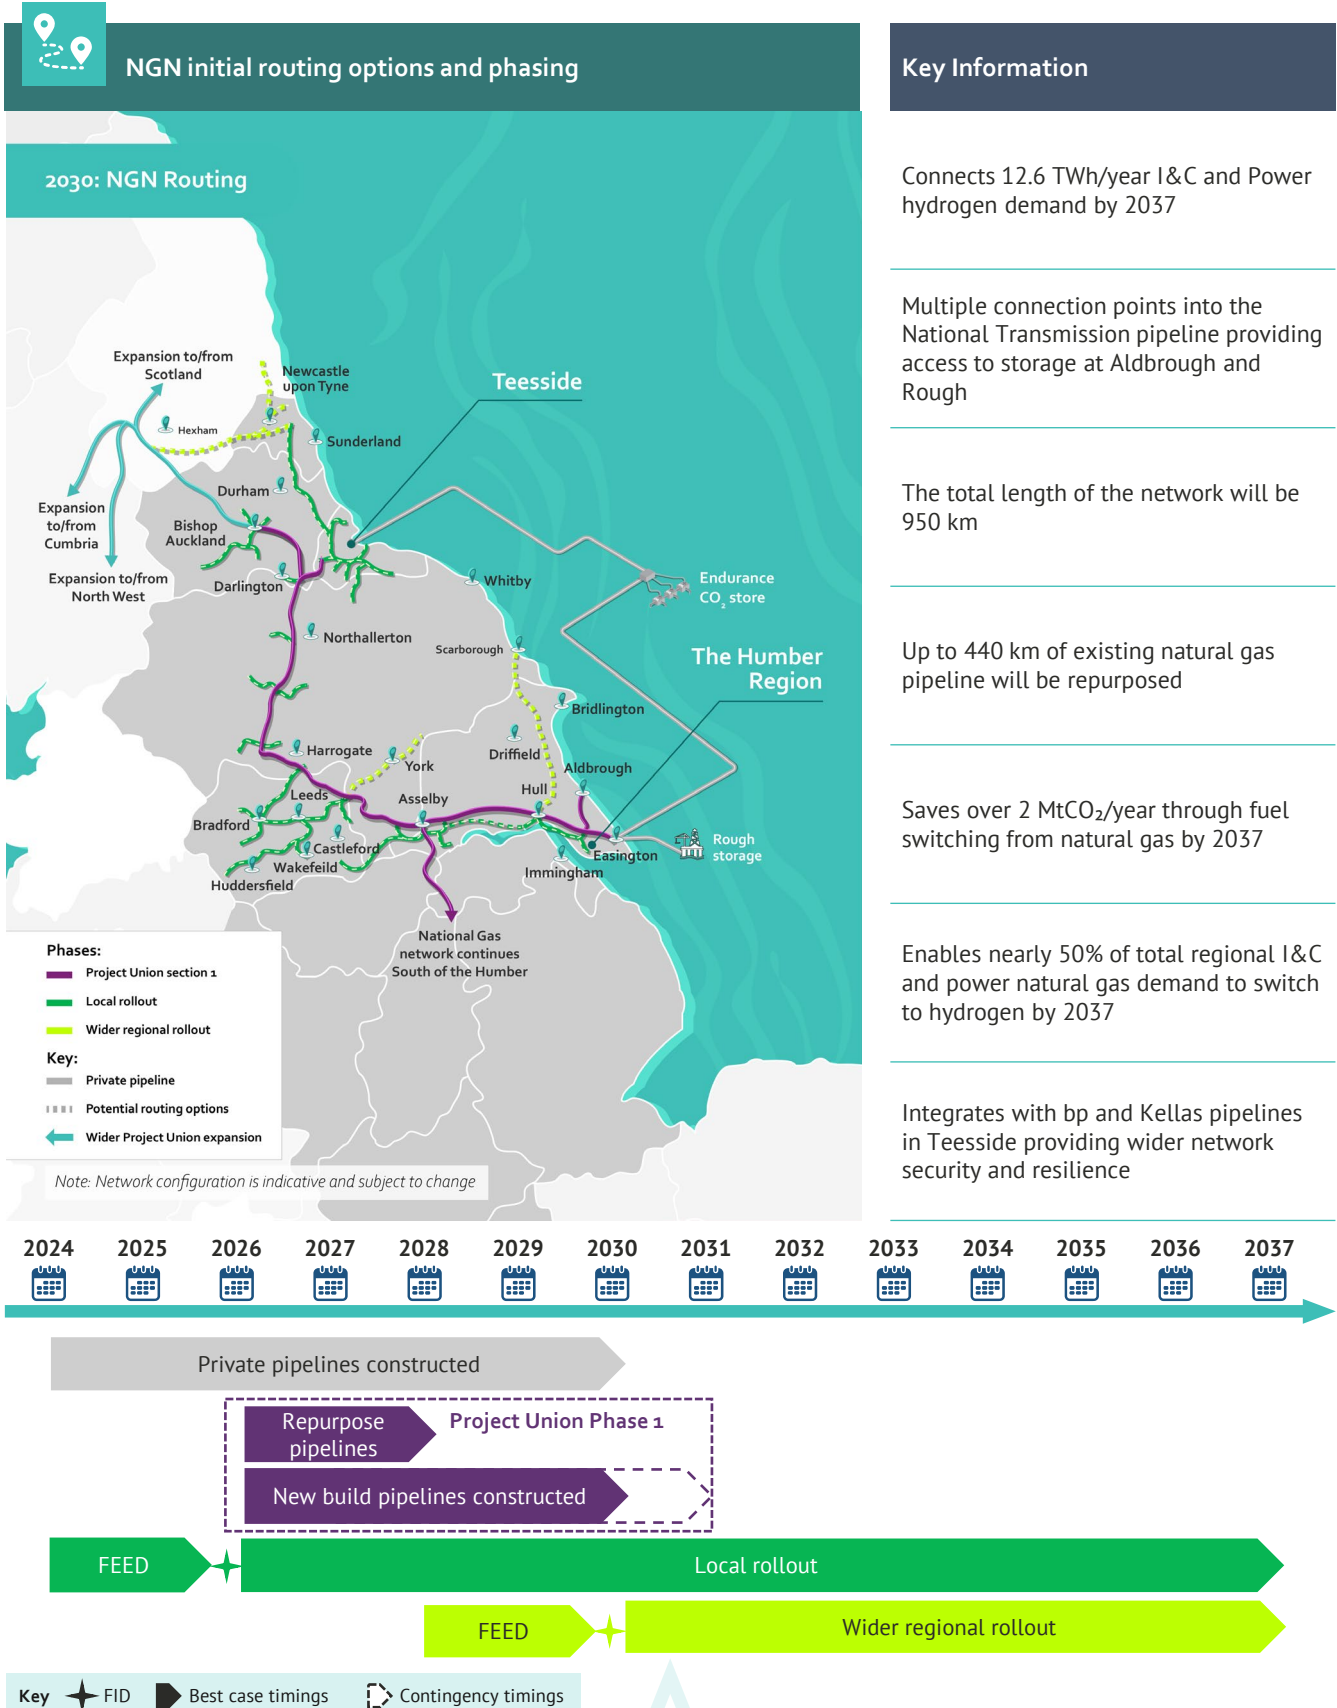 NGN initial routing options and phasing
Key Information
2030: NGN Routing
Expansion to/from
Scotland
Newcastle
upon Tyne
Hexham
Sunderland
Teesside
Durham
Expansion
to/from
Cumbria
Bishop
Auckland
Expansion to/from
North West
Darlington
Whitby
Endurance
CO₂ store
Northallerton
Scarborough
The Humber
Region
Bridlington
Harrogate
York
Driffield
Aldbrough
Leeds
Asselby
Hull
Bradford
Castleford
Wakefeild
Huddersfield
Easington
Immingham
Rough
storage
National Gas
network continues
South of the Humber
Phases:
Project Union section 1
Local rollout
Wider regional rollout
Key:
Private pipeline
Potential routing options
Wider Project Union expansion
Note: Network configuration is indicative and subject to change
Connects 12.6 TWh/year I&C and Power
hydrogen demand by 2037
Multiple connection points into the
National Transmission pipeline providing
access to storage at Aldbrough and
Rough
The total length of the network will be
950 km
Up to 440 km of existing natural gas
pipeline will be repurposed
Saves over 2 MtCO₂/year through fuel
switching from natural gas by 2037
Enables nearly 50% of total regional I&C
and power natural gas demand to switch
to hydrogen by 2037
Integrates with bp and Kellas pipelines
in Teesside providing wider network
security and resilience
2024 2025 2026 2027 2028 2029 2030 2031 2032 2033 2034 2035 2036 2037
Private pipelines constructed
Repurpose
pipelines
Project Union Phase 1
New build pipelines constructed
FEED
Local rollout
FEED
Wider regional rollout
Key FID Best case timings Contingency timings